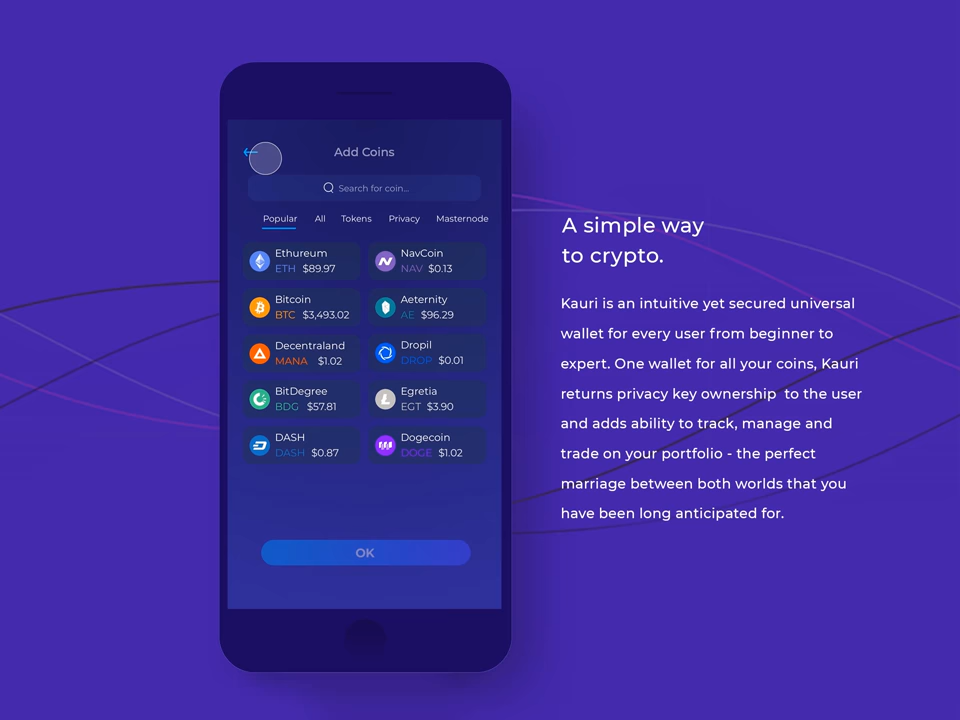 Add Coins
Search for coin...
Popular All Tokens Privacy Masternode
Ethureum
ETH $89.97
NavCoin
NAV $0.13
Bitcoin
BTC $3,493.02
Aeternity
AE $96.29
Decentraland
MANA $1.02
Dropil
DROP $0.01
BitDegree
BDG $57.81
Egretia
EGT $3.90
DASH
DASH $0.87
Dogecoin
DOGE $1.02
OK
A simple way
to crypto.
Kauri is an intuitive yet secured universal
wallet for every user from beginner to
expert. One wallet for all your coins, Kauri
returns privacy key ownership to the user
and adds ability to track, manage and
trade on your portfolio - the perfect
marriage between both worlds that you
have been long anticipated for.